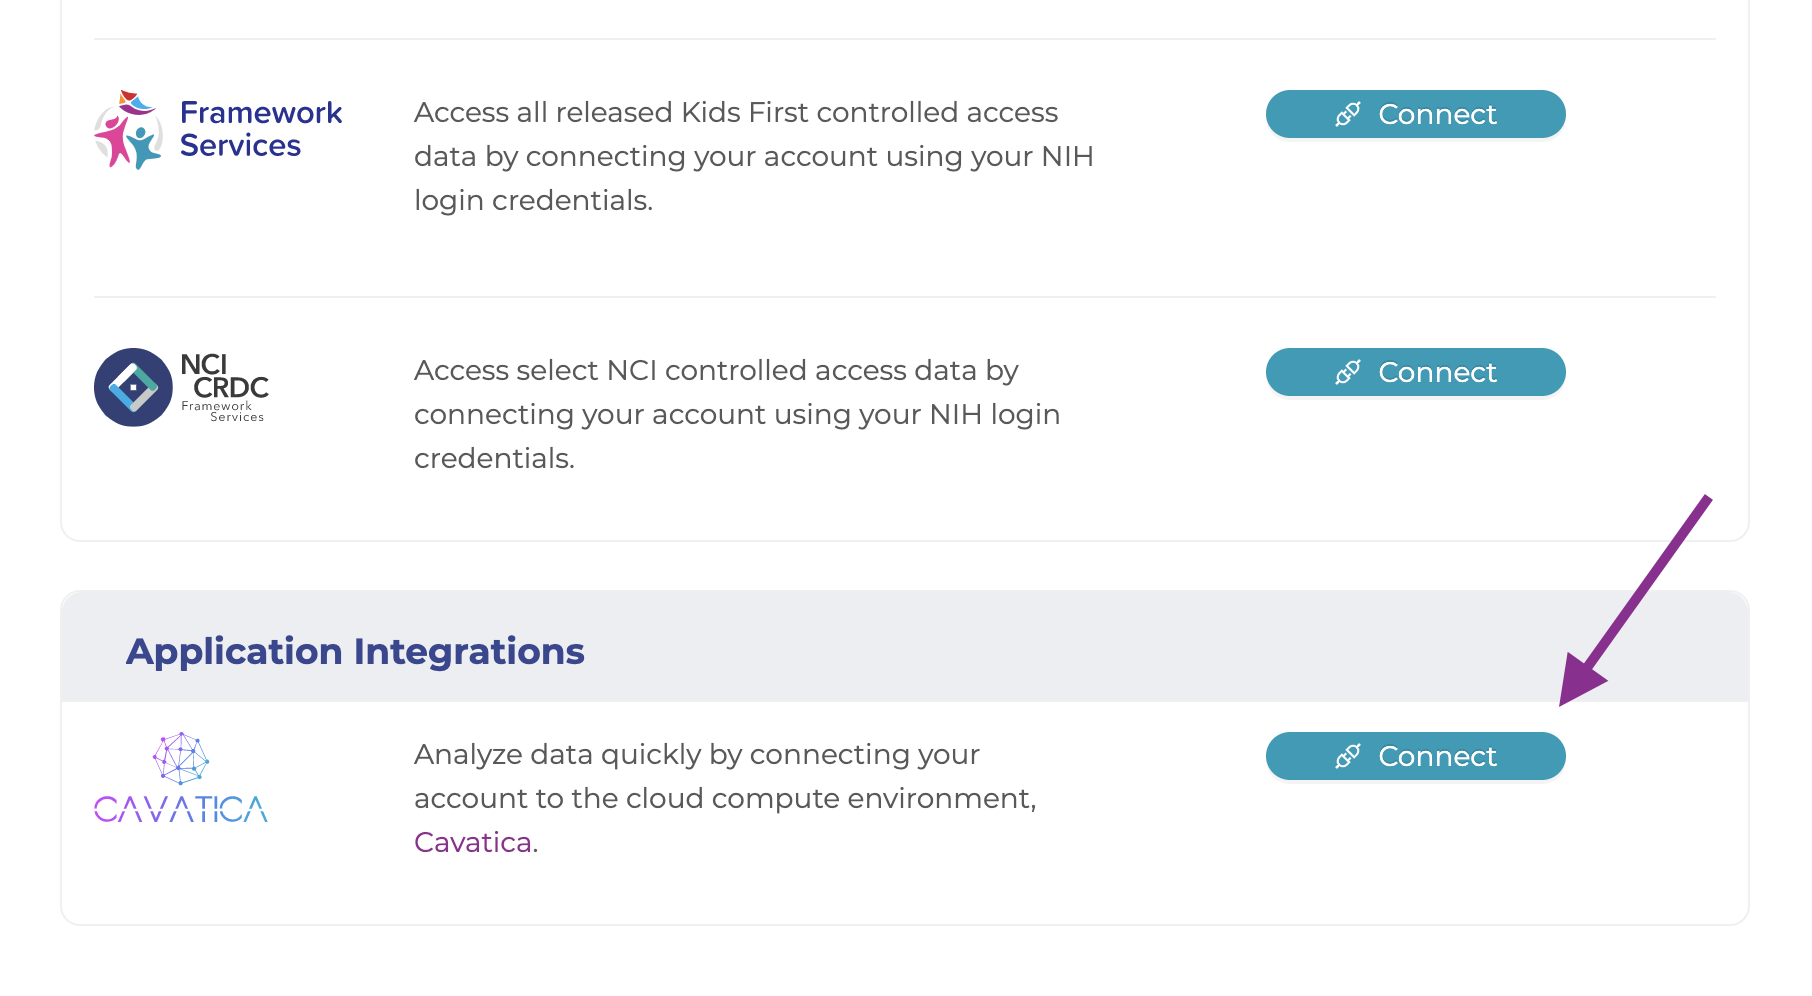 Framework
Services
Access all released Kids First controlled access
data by connecting your account using your NIH
login credentials.
Connect
NCI
CRDC
Framework
Services
Access select NCI controlled access data by
connecting your account using your NIH login
credentials.
Connect
Application Integrations
CAVATICA
Analyze data quickly by connecting your
account to the cloud compute environment,
Cavatica.
Connect